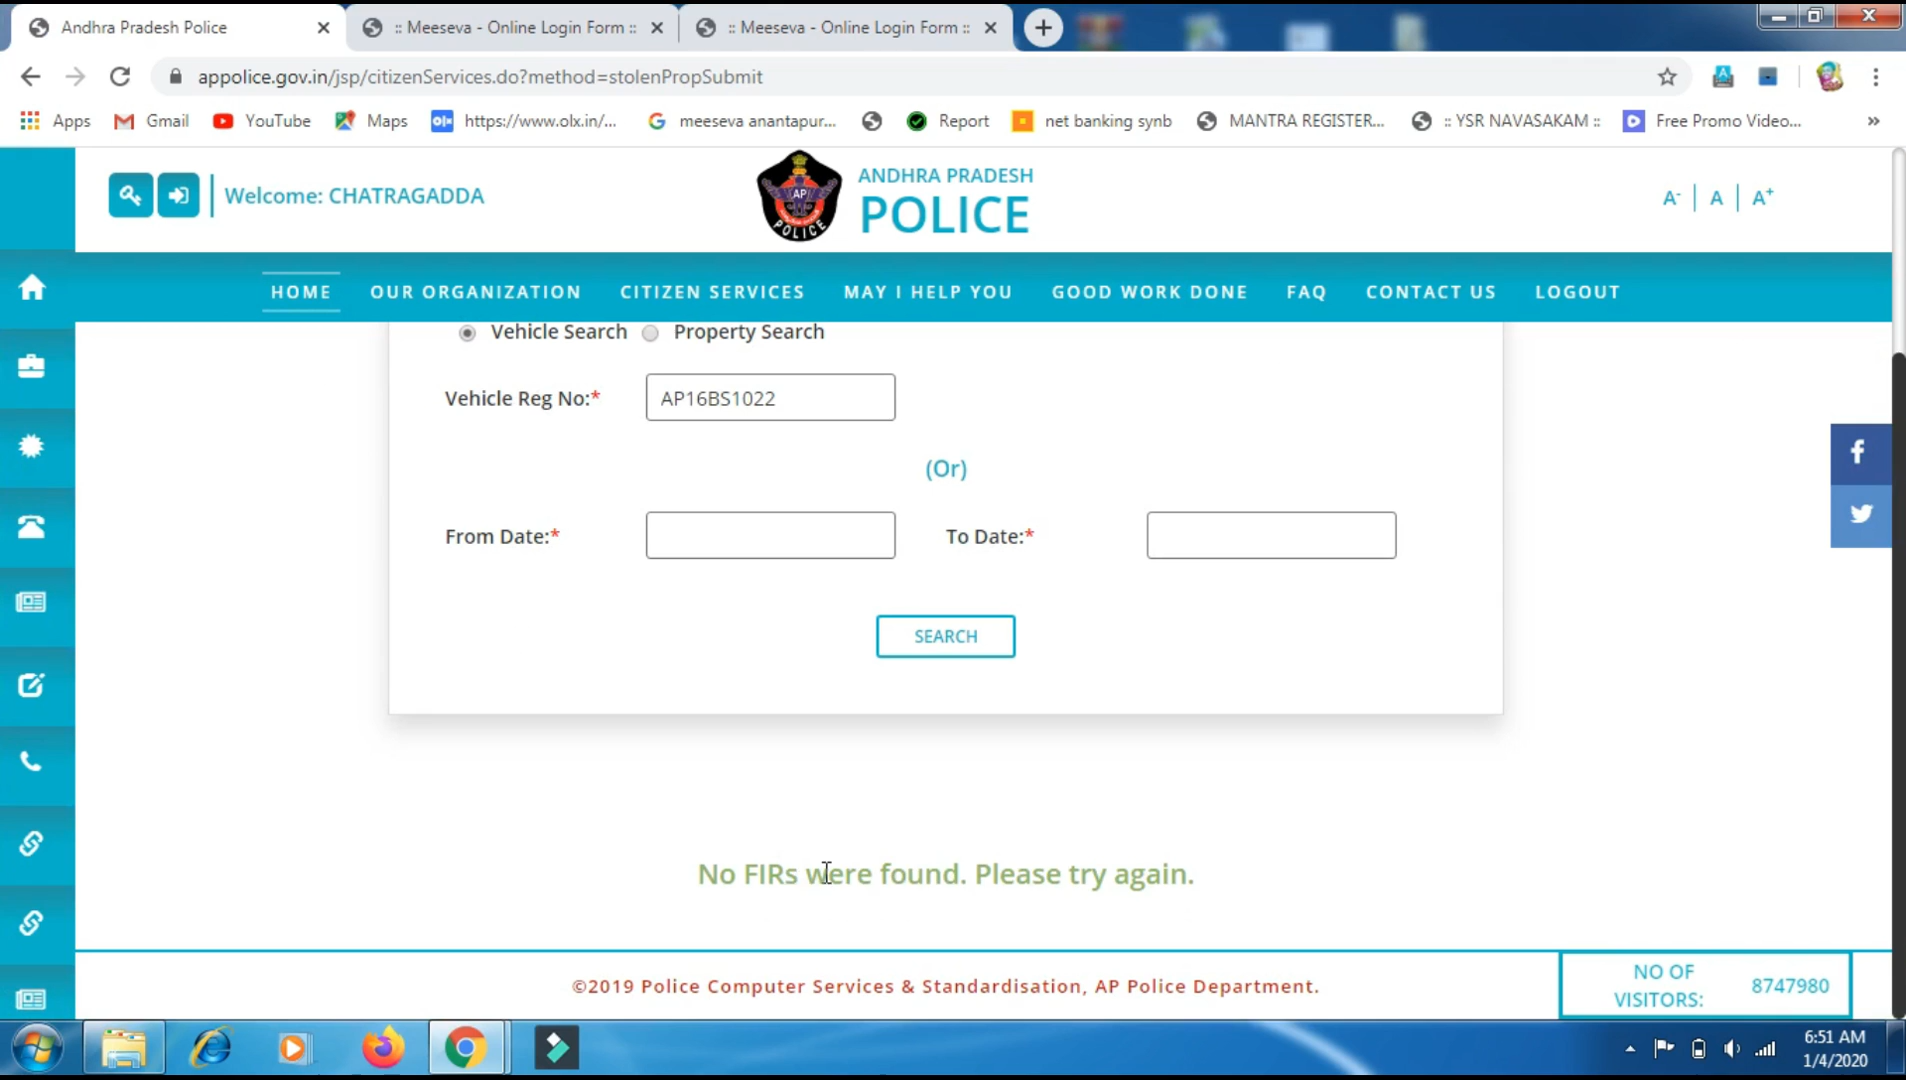 Andhra Pradesh Police
:: Meeseva - Online Login Form ::
:: Meeseva - Online Login Form ::
appolice.gov.in/jsp/citizenServices.do?method=stolenPropSubmit
Apps Gmail YouTube Maps olx https://www.olx.in/... meeseva anantapur... Report net banking synb MANTRA REGISTER... :: YSR NAVASAKAM :: Free Promo Video... »
Welcome: CHATRAGADDA
AP
POLICE
ANDHRA PRADESH
POLICE
A- | A | A+
HOME OUR ORGANIZATION CITIZEN SERVICES MAY I HELP YOU GOOD WORK DONE FAQ CONTACT US LOGOUT
Vehicle Search Property Search
Vehicle Reg No:* AP16BS1022
(Or)
From Date:* To Date:*
SEARCH
No FIRs were found. Please try again.
©2019 Police Computer Services & Standardisation, AP Police Department.
NO OF
VISITORS: 8747980
6:51 AM
1/4/2020